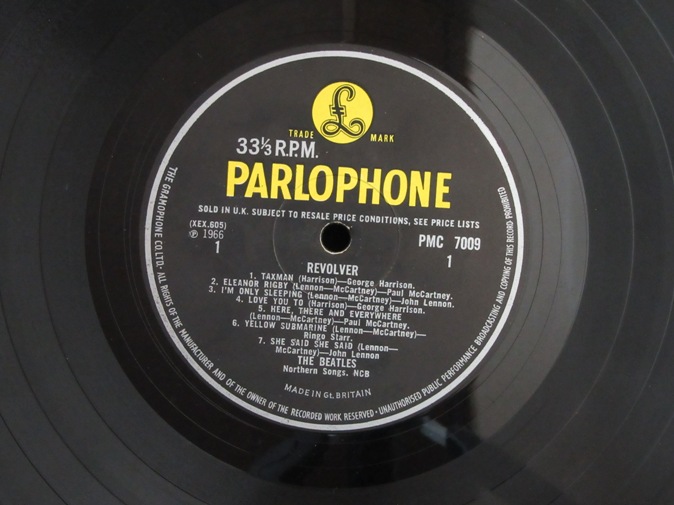 £
TRADE MARK
33⅓ R.P.M.
PARLOPHONE
SOLD IN U.K. SUBJECT TO RESALE PRICE CONDITIONS, SEE PRICE LISTS
(XEX.605)
℗ 1966
1
PMC 7009
1
REVOLVER
1. TAXMAN (Harrison)—George Harrison.
2. ELEANOR RIGBY (Lennon—McCartney)—Paul McCartney.
3. I'M ONLY SLEEPING (Lennon—McCartney)—John Lennon.
4. LOVE YOU TO (Harrison)—George Harrison.
5. HERE, THERE AND EVERYWHERE
(Lennon—McCartney)—Paul McCartney.
6. YELLOW SUBMARINE (Lennon—McCartney)—
Ringo Starr.
7. SHE SAID SHE SAID (Lennon—
McCartney)—John Lennon
THE BEATLES
Northern Songs. NCB
MADE IN Gt. BRITAIN
THE GRAMOPHONE CO. LTD · ALL RIGHTS OF THE MANUFACTURER AND OF THE OWNER OF THE RECORDED WORK RESERVED · UNAUTHORISED PUBLIC PERFORMANCE BROADCASTING AND COPYING OF THIS RECORD PROHIBITED